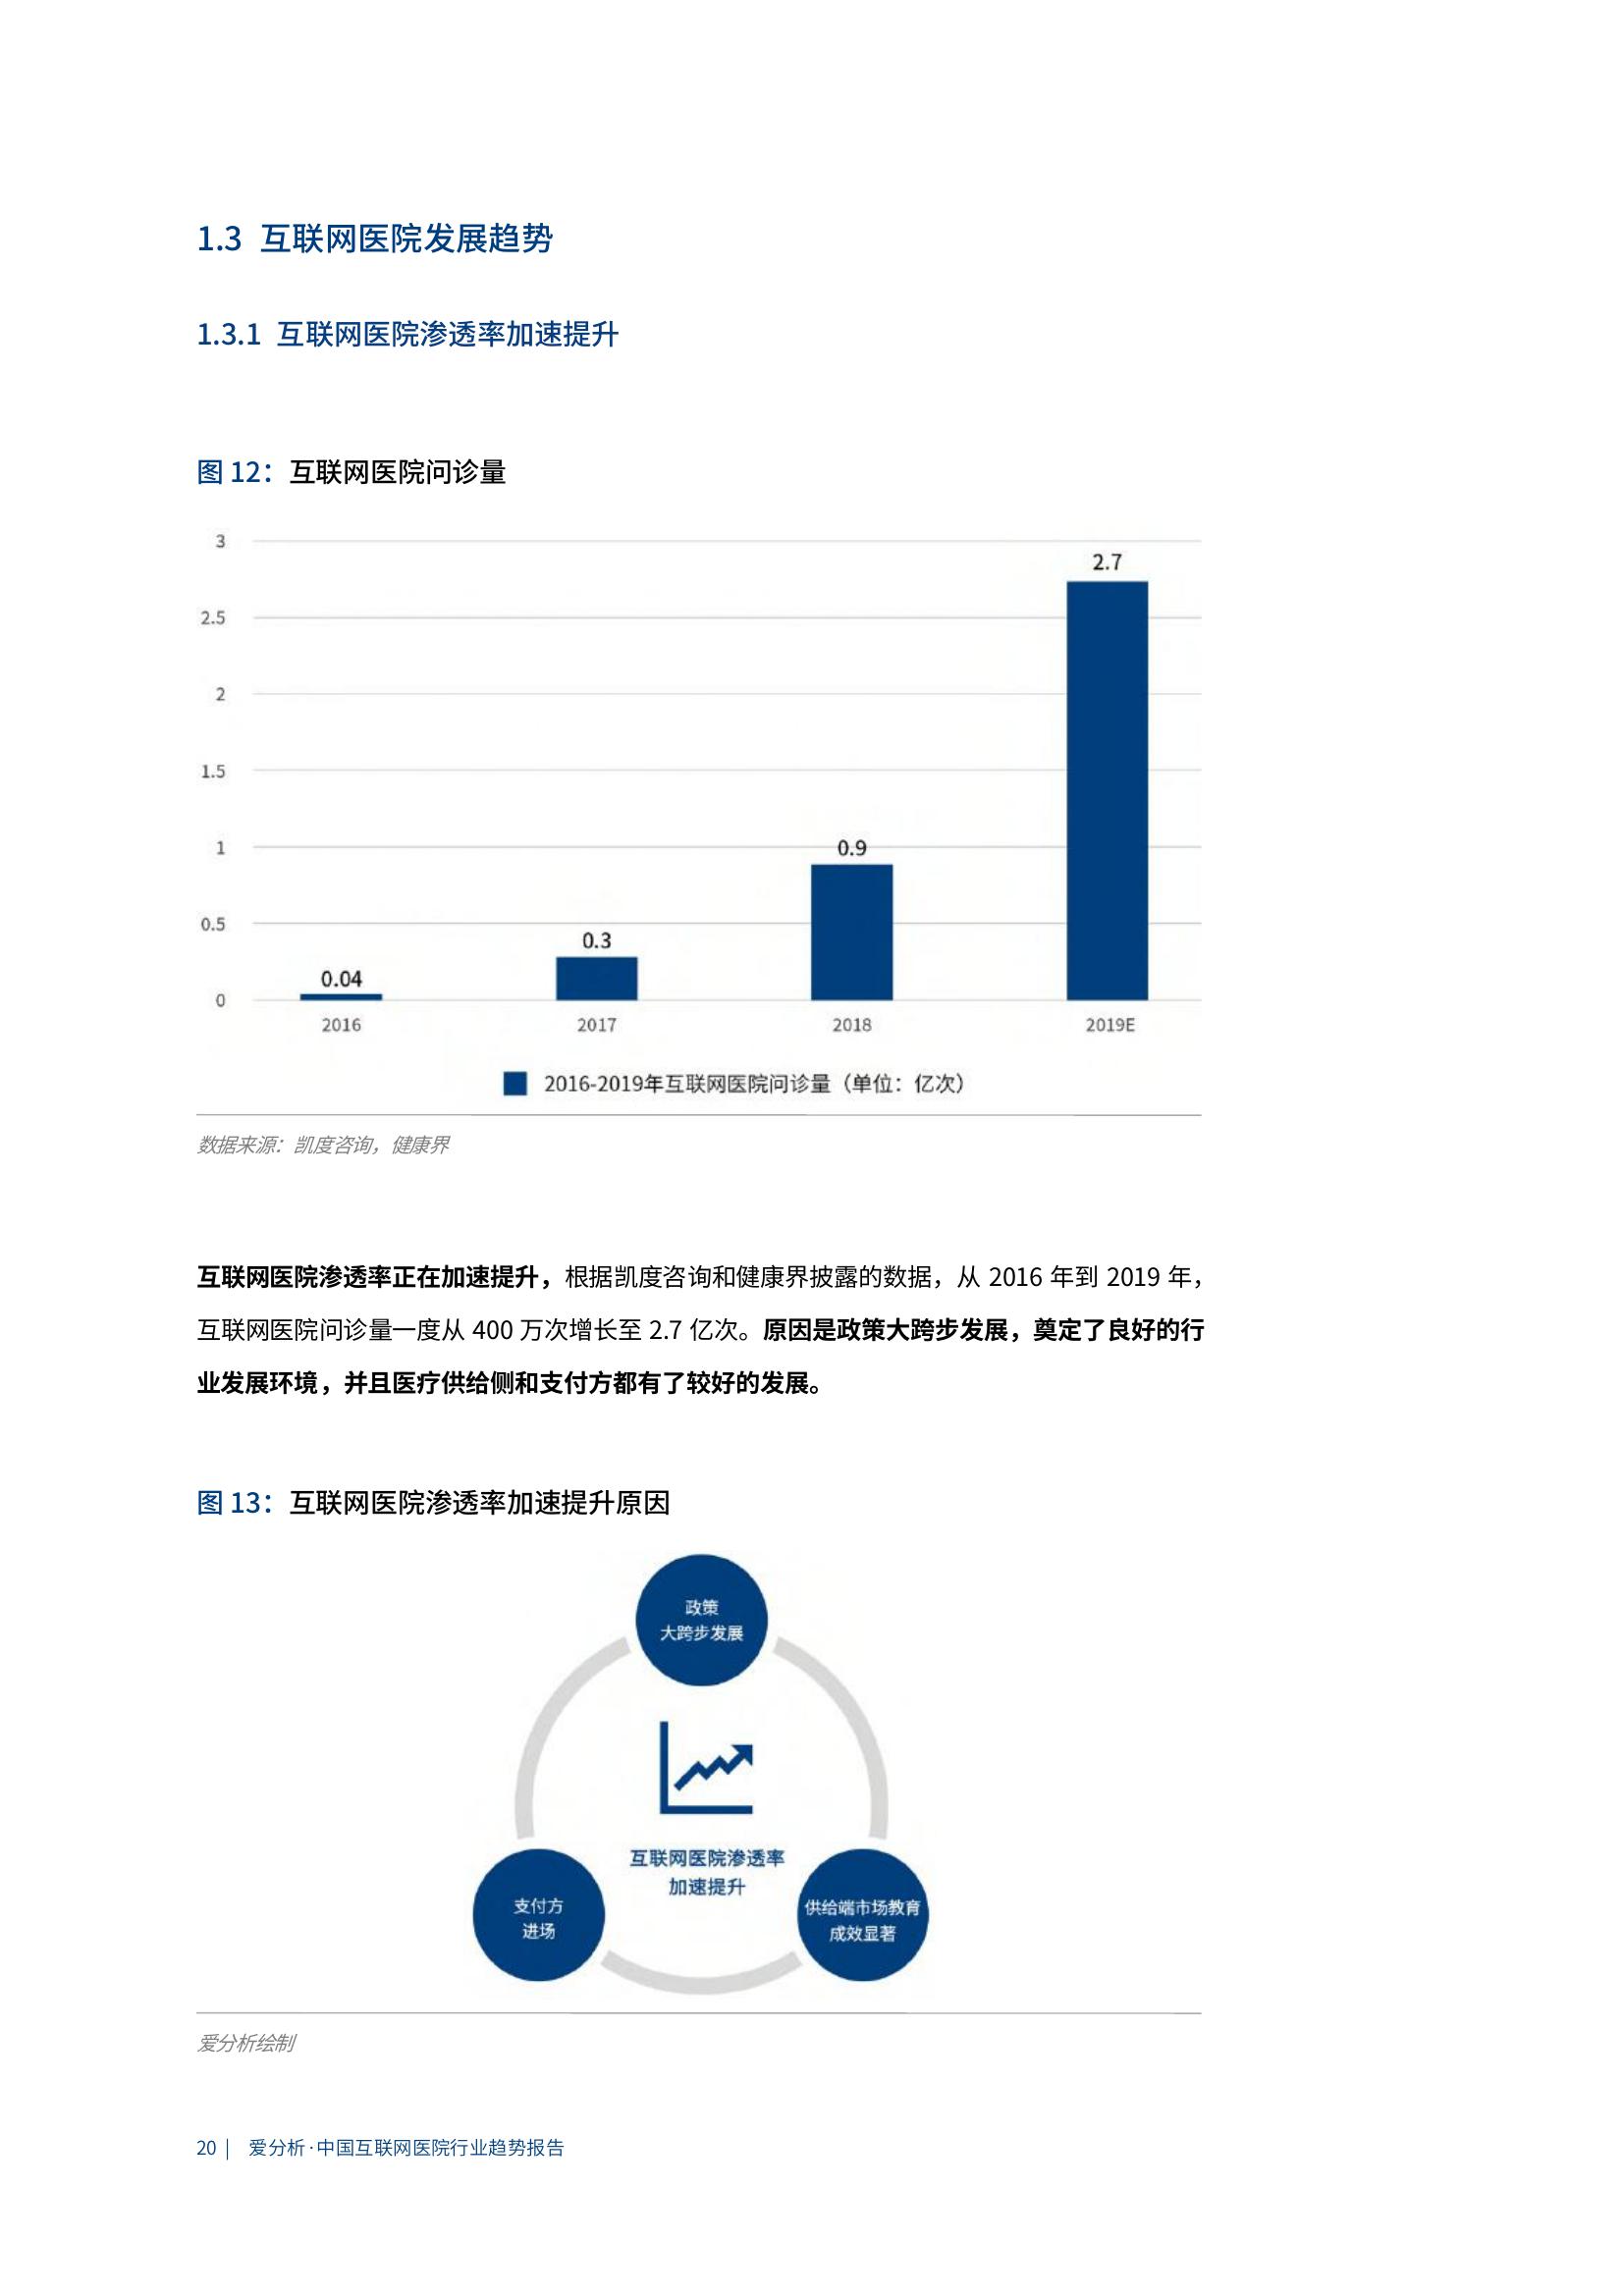 1.3 互联网医院发展趋势
1.3.1 互联网医院渗透率加速提升
图 12：互联网医院问诊量
3
2.5
2
1.5
1
0.5
0
0.04
0.3
0.9
2.7
2016
2017
2018
2019E
2016-2019年互联网医院问诊量（单位：亿次）
数据来源：凯度咨询，健康界
互联网医院渗透率正在加速提升，根据凯度咨询和健康界披露的数据，从 2016 年到 2019 年，
互联网医院问诊量一度从 400 万次增长至 2.7 亿次。原因是政策大跨步发展，奠定了良好的行
业发展环境，并且医疗供给侧和支付方都有了较好的发展。
图 13：互联网医院渗透率加速提升原因
政策
大跨步发展
互联网医院渗透率
加速提升
支付方
进场
供给端市场教育
成效显著
爱分析绘制
20 | 爱分析·中国互联网医院行业趋势报告